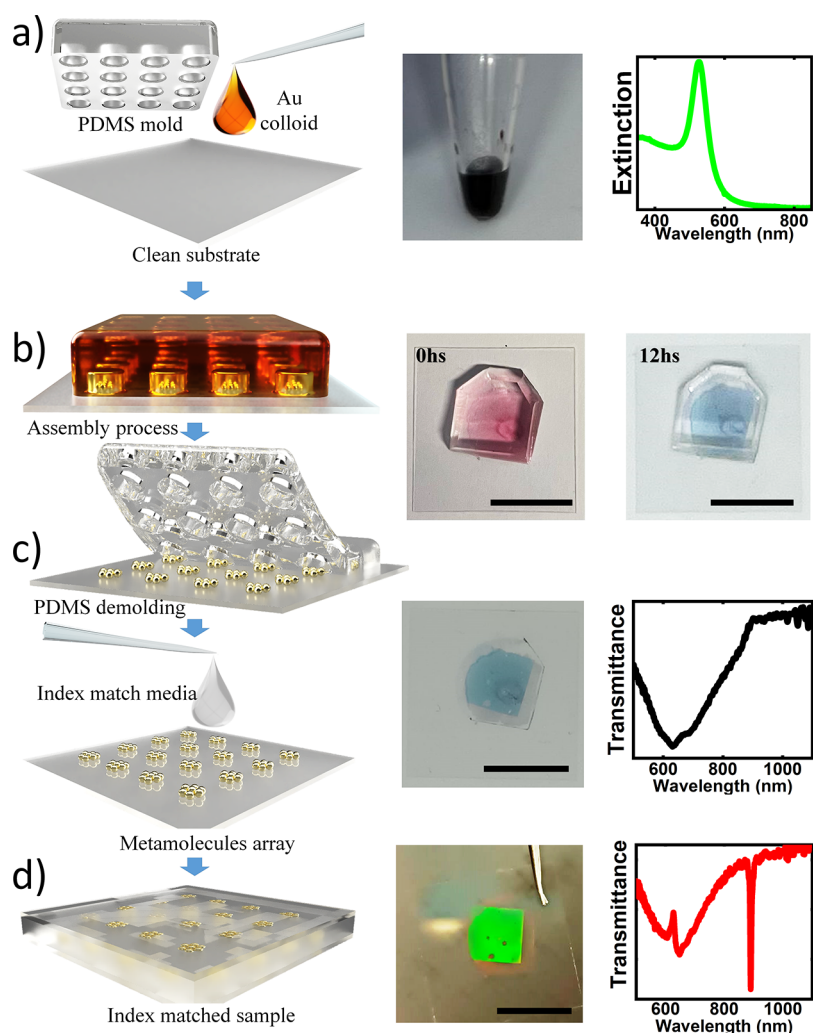 a)
PDMS mold
Au
colloid
Clean substrate
Extinction
400 600 800
Wavelength (nm)
b)
Assembly process
0hs
12hs
c)
PDMS demolding
Index match media
Metamolecules array
Transmittance
600 800 1000
Wavelength (nm)
d)
Index matched sample
Transmittance
600 800 1000
Wavelength (nm)